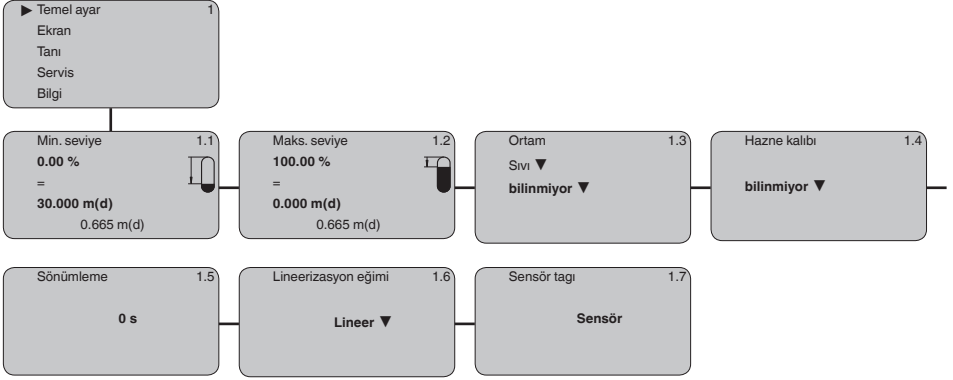 ▶ Temel ayar 1
Ekran
Tanı
Servis
Bilgi
Min. seviye 1.1
0.00 %
=
30.000 m(d)
0.665 m(d)
Maks. seviye 1.2
100.00 %
=
0.000 m(d)
0.665 m(d)
Ortam 1.3
Sıvı ▼
bilinmiyor ▼
Hazne kalıbı 1.4
bilinmiyor ▼
Sönümleme 1.5
0 s
Lineerizasyon eğimi 1.6
Lineer ▼
Sensör tagı 1.7
Sensör